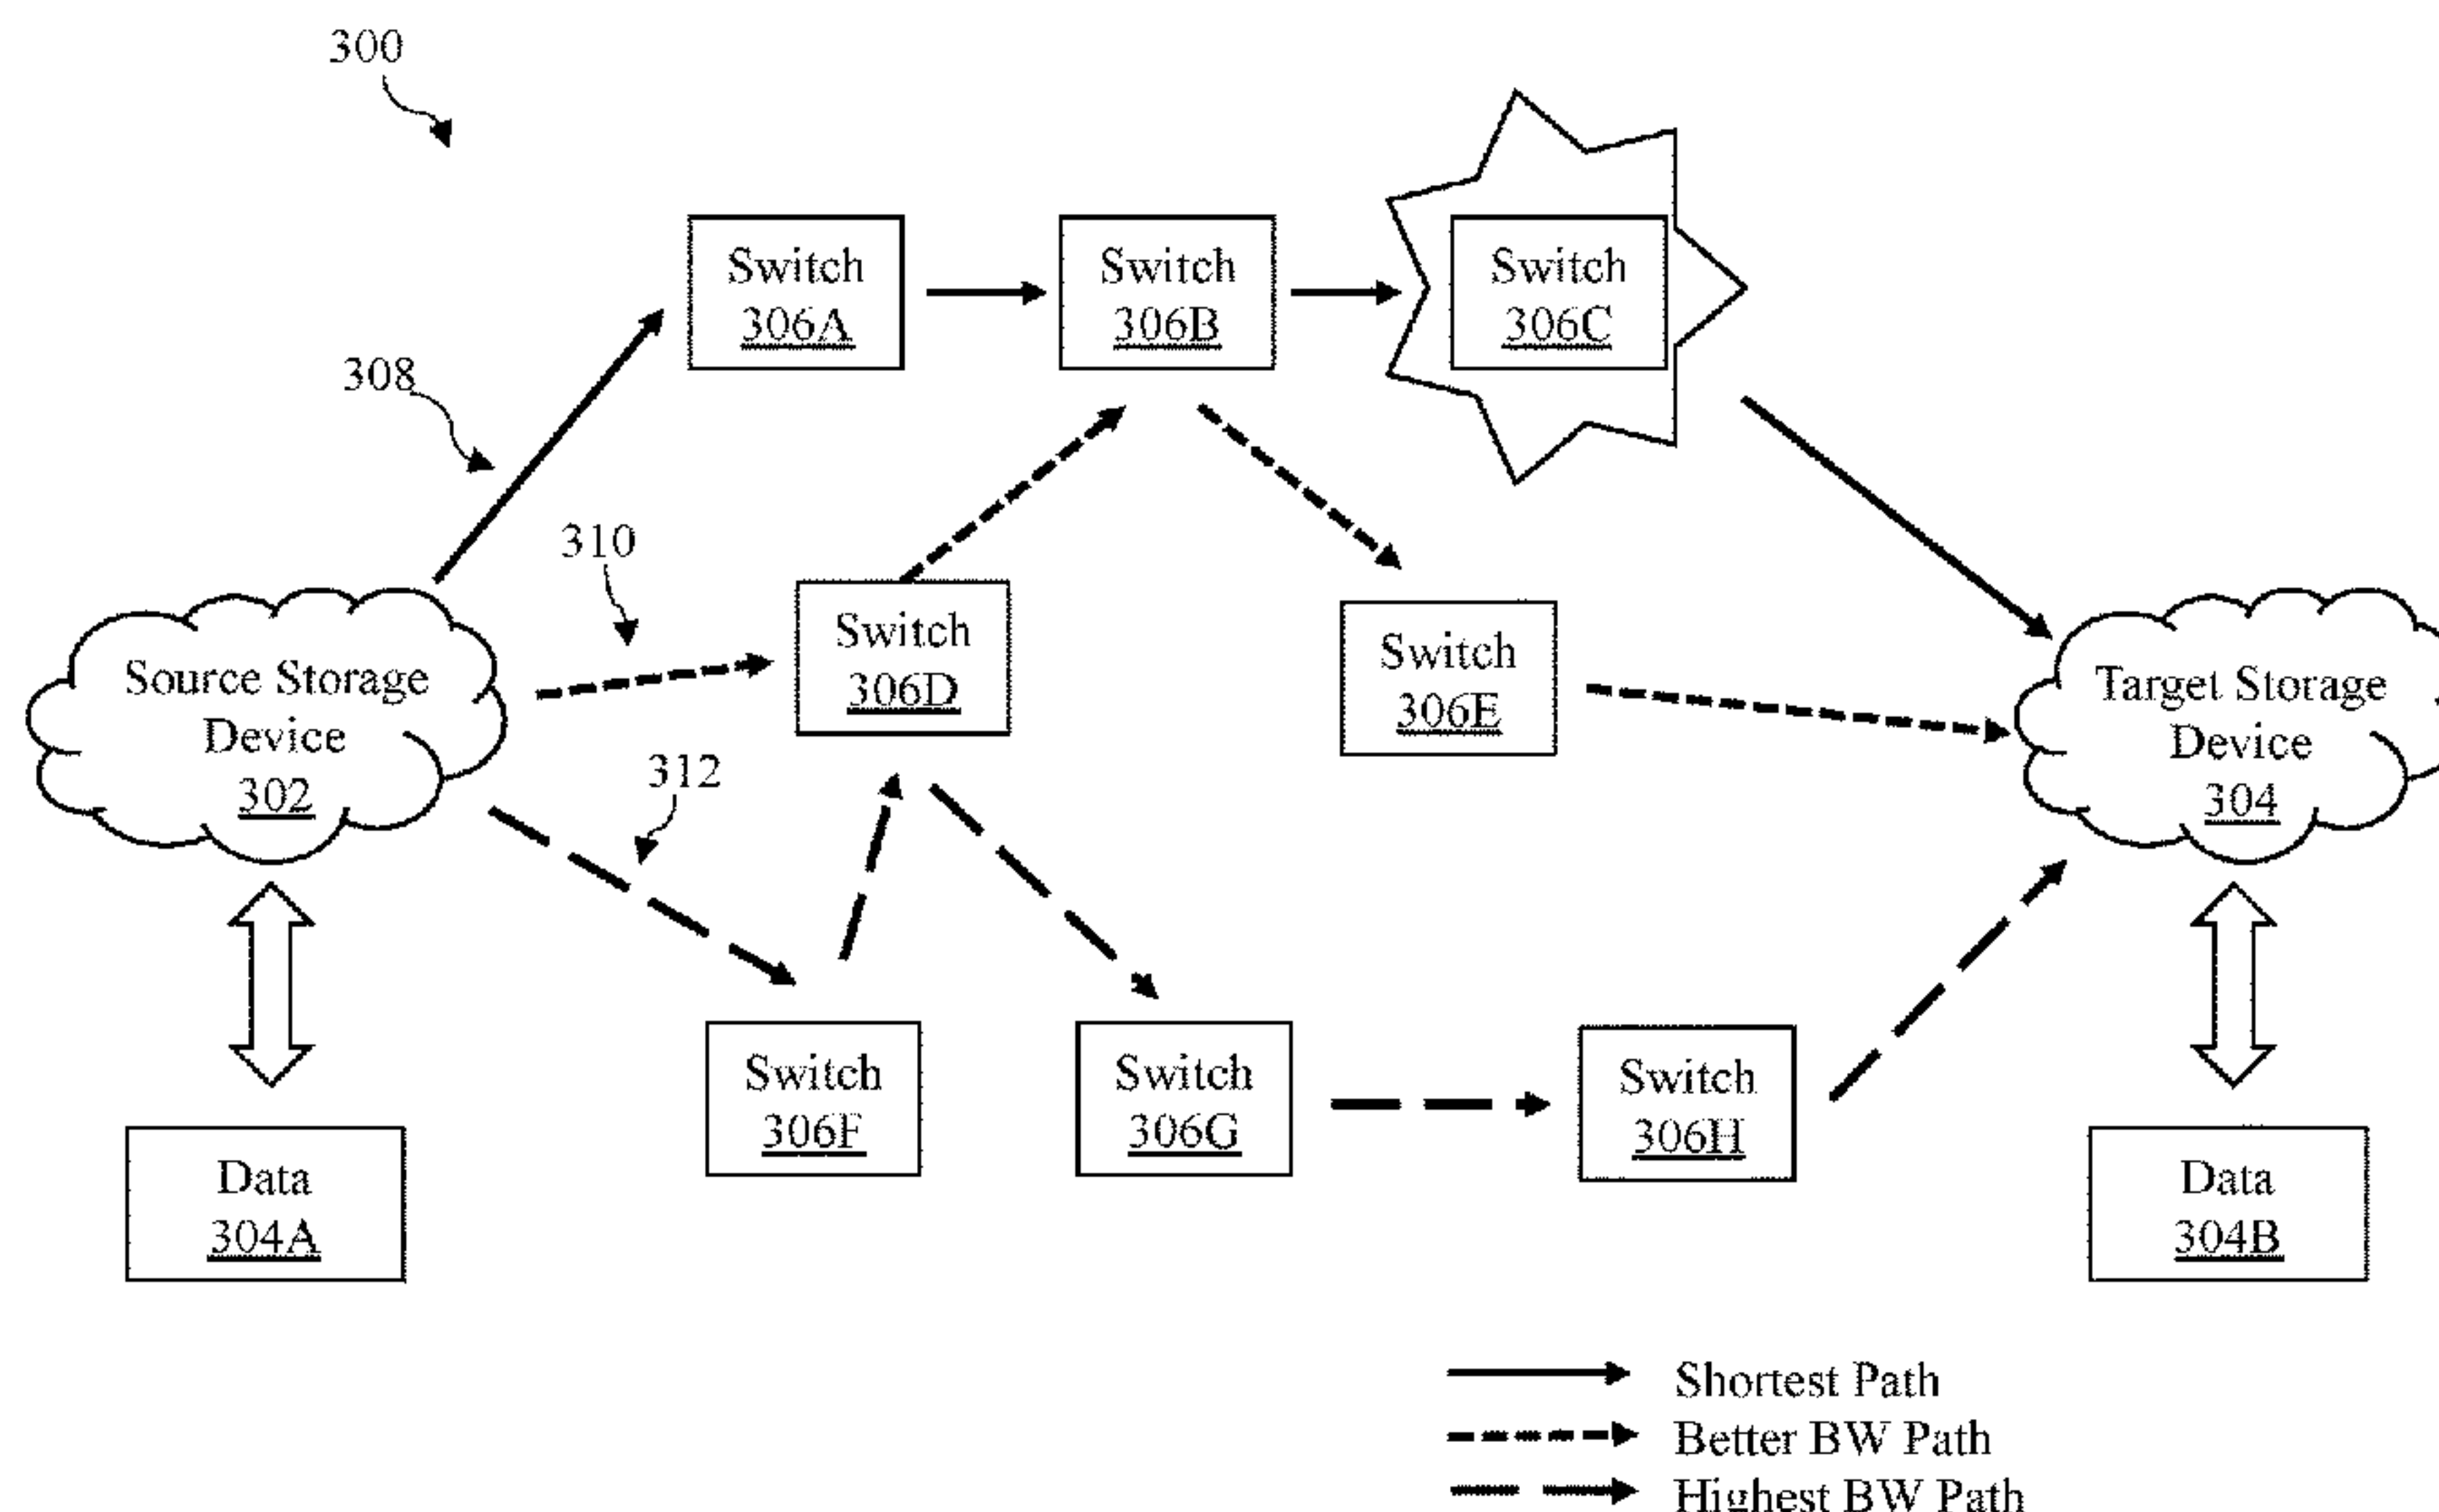 300
Switch
306A
Switch
306B
Switch
306C
308
310
Switch
306D
Switch
306E
Source Storage
Device
302
Target Storage
Device
304
312
Switch
306F
Switch
306G
Switch
306H
Data
304A
Data
304B
Shortest Path
Better BW Path
Highest BW Path